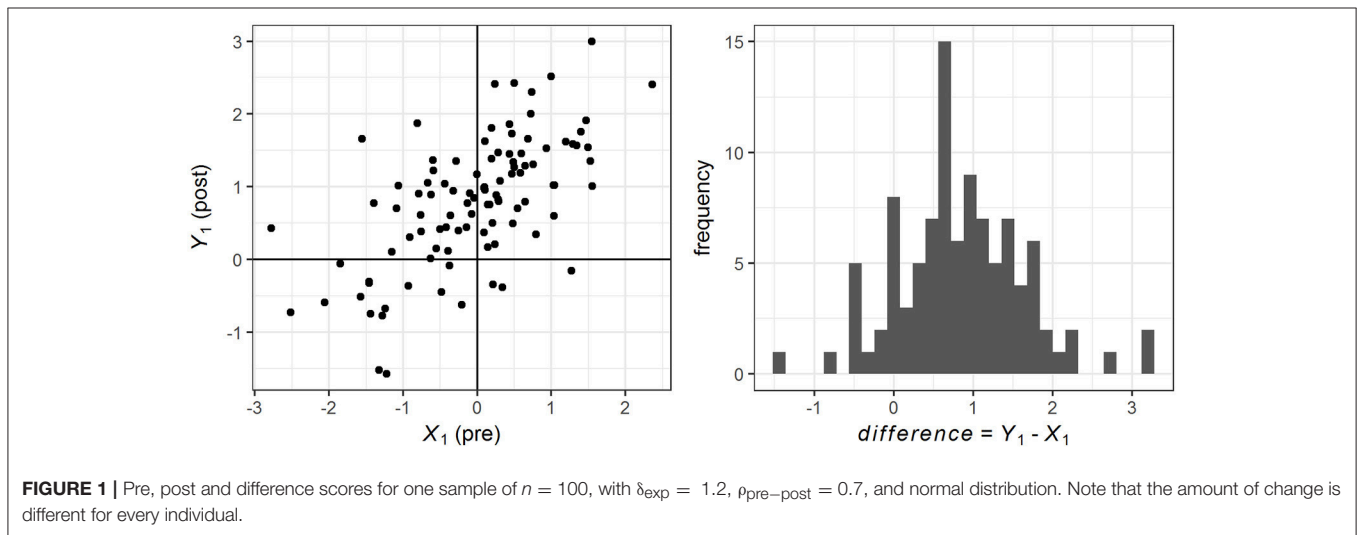 3
2
1
0
-1
Y1 (post)
-3 -2 -1 0 1 2
X1 (pre)
15
10
5
0
frequency
-1 0 1 2 3
difference = Y1 - X1
FIGURE 1 | Pre, post and difference scores for one sample of n = 100, with δexp = 1.2, ρpre−post = 0.7, and normal distribution. Note that the amount of change is
different for every individual.